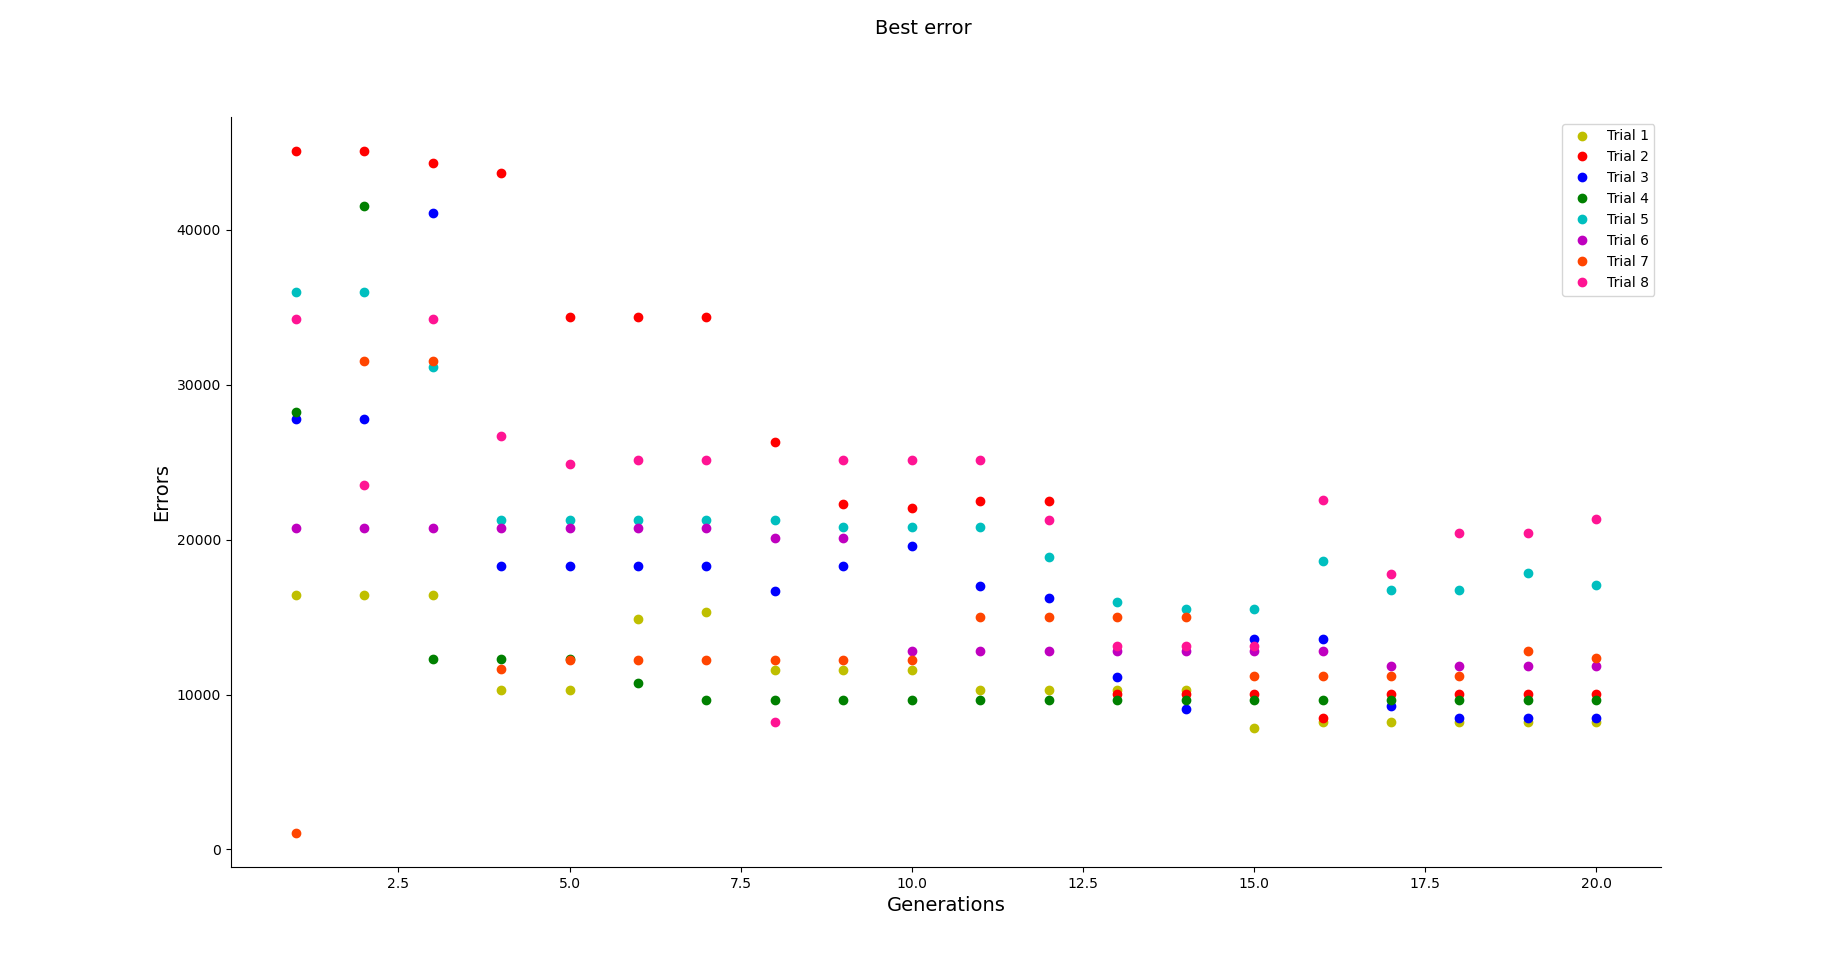 Best error
Trial 1
Trial 2
Trial 3
Trial 4
Trial 5
Trial 6
Trial 7
Trial 8
Errors
40000
30000
20000
10000
0
2.5 5.0 7.5 10.0 12.5 15.0 17.5 20.0
Generations